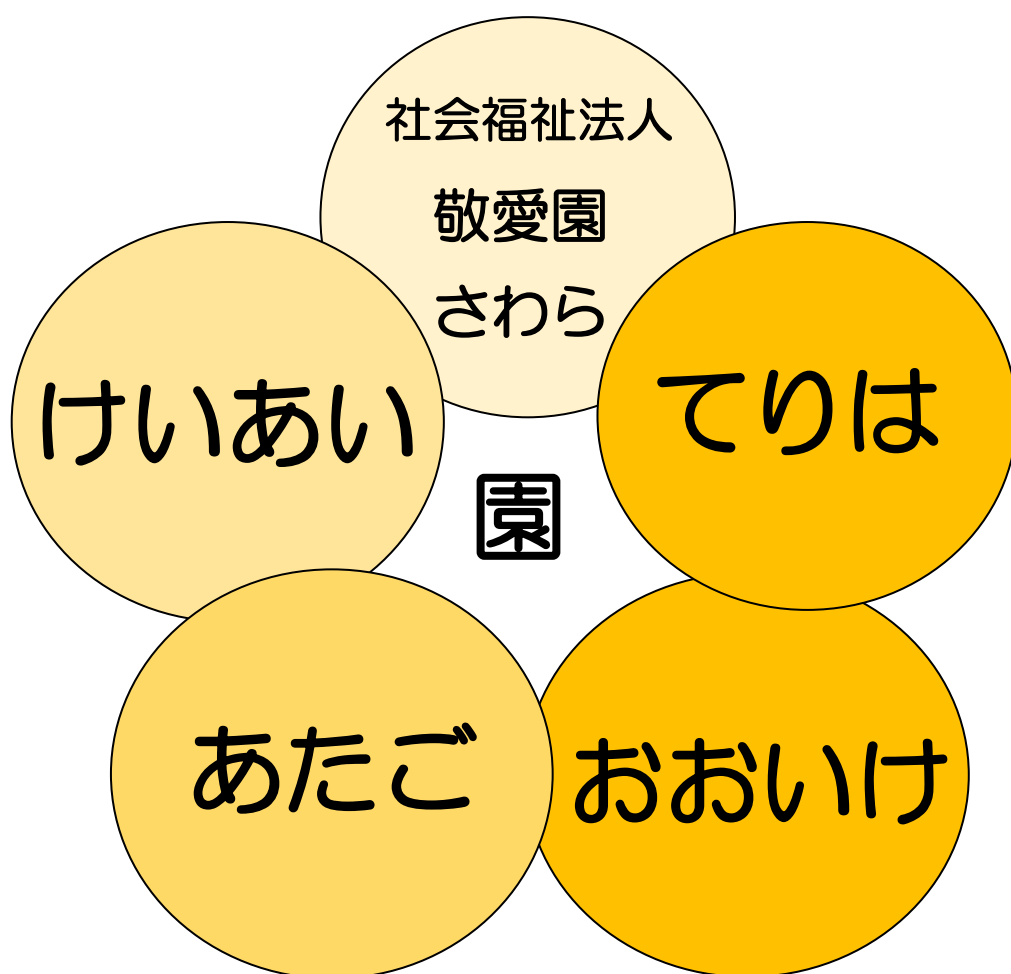 社会福祉法人
敬愛園
さわら
けいあい
てりは
園
あたご
おおいけ